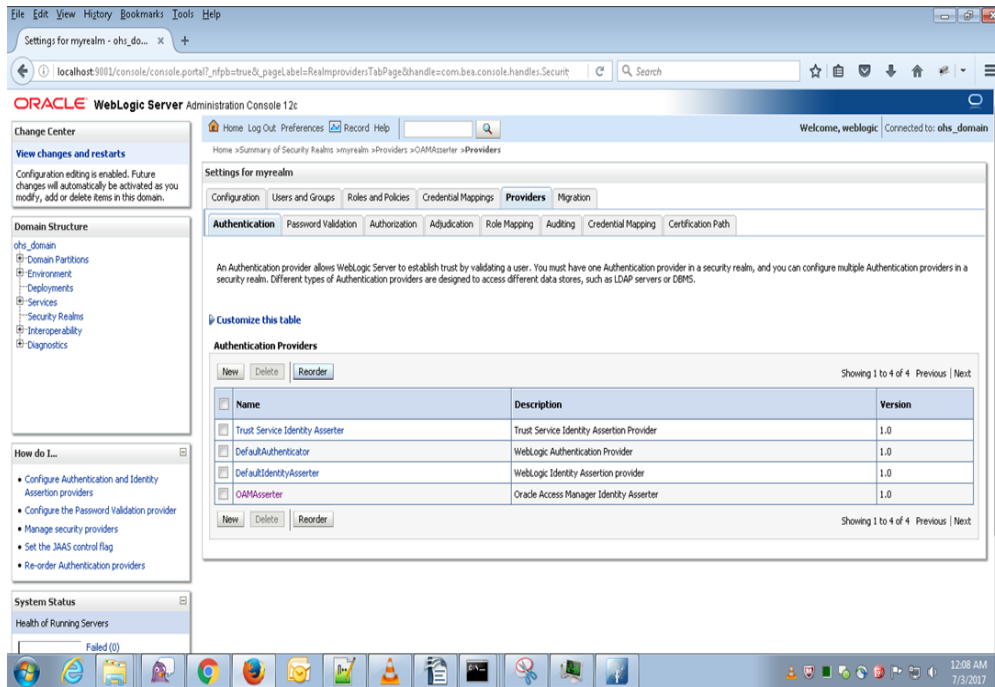 File Edit View History Bookmarks Tools Help
Settings for myrealm - ohs_do... x +
localhost:9001/console/console.portal?_nfpb=true&_pageLabel=RealmprovidersTabPage&handle=com.bea.console.handles.Securit
Search
ORACLE WebLogic Server Administration Console 12c
Change Center
View changes and restarts
Configuration editing is enabled. Future
changes will automatically be activated as you
modify, add or delete items in this domain.
Domain Structure
ohs_domain
Domain Partitions
Environment
Deployments
Services
Security Realms
Interoperability
Diagnostics
How do I...
Configure Authentication and Identity
Assertion providers
Configure the Password Validation provider
Manage security providers
Set the JAAS control flag
Re-order Authentication providers
System Status
Health of Running Servers
Failed (0)
Home Log Out Preferences Record Help
Welcome, weblogic Connected to: ohs_domain
Home >Summary of Security Realms >myrealm >Providers >OAMAsserter >Providers
Settings for myrealm
Configuration Users and Groups Roles and Policies Credential Mappings Providers Migration
Authentication Password Validation Authorization Adjudication Role Mapping Auditing Credential Mapping Certification Path
An Authentication provider allows WebLogic Server to establish trust by validating a user. You must have one Authentication provider in a security realm, and you can configure multiple Authentication providers in a
security realm. Different types of Authentication providers are designed to access different data stores, such as LDAP servers or DBMS.
Customize this table
Authentication Providers
New Delete Reorder
Showing 1 to 4 of 4 Previous | Next
Name Description Version
Trust Service Identity Asserter Trust Service Identity Assertion Provider 1.0
DefaultAuthenticator WebLogic Authentication Provider 1.0
DefaultIdentityAsserter WebLogic Identity Assertion provider 1.0
OAMAsserter Oracle Access Manager Identity Asserter 1.0
New Delete Reorder
Showing 1 to 4 of 4 Previous | Next
12:08 AM
7/3/2017